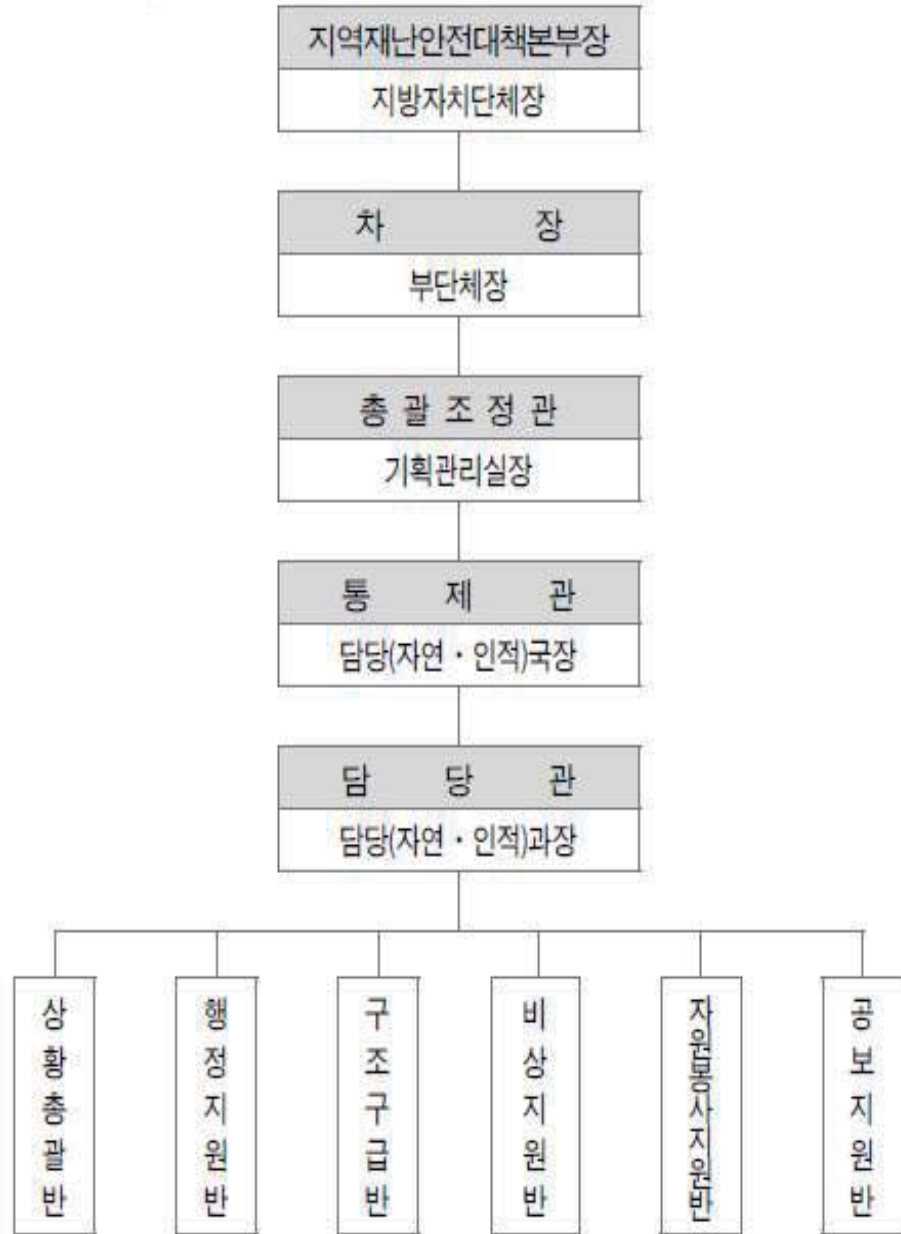 지역재난안전대책본부장
지방자치단체장
차 장
부단체장
총 괄 조 정 관
기획관리실장
통 제 관
담당(자연 · 인적)국장
담 당 관
담당(자연 · 인적)과장
상황총괄반
행정지원반
구조구급반
비상지원반
자원봉사지원반
공보지원반